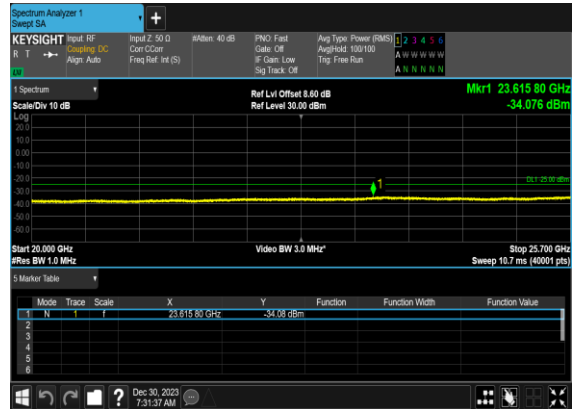 Spectrum Analyzer 1
Swept SA
+
KEYSIGHT Input: RF Input Z: 50 Ω #Atten: 40 dB PNO: Fast Avg Type: Power (RMS) 1 2 3 4 5 6
R T Coupling: DC Corr CCorr Gate: Off Avg|Hold: 100/100 A W W W W W
Align: Auto Freq Ref: Int (S) IF Gain: Low Trig: Free Run
Sig Track: Off A N N N N N
1 Spectrum Ref Lvl Offset 8.60 dB Mkr1 23.615 80 GHz
Scale/Div 10 dB Ref Level 30.00 dBm -34.076 dBm
Log
20.0
10.0
0.00
-10.0
-20.0
-30.0
-40.0
-50.0
-60.0
1
DL1 -25.00 dBm
Start 20.000 GHz Video BW 3.0 MHz* Stop 25.700 GHz
#Res BW 1.0 MHz Sweep 10.7 ms (40001 pts)
5 Marker Table
Mode Trace Scale X Y Function Function Width Function Value
1 N 1 f 23.615 80 GHz -34.08 dBm
2
3
4
5
6
? Dec 30, 2023
7:31:37 AM